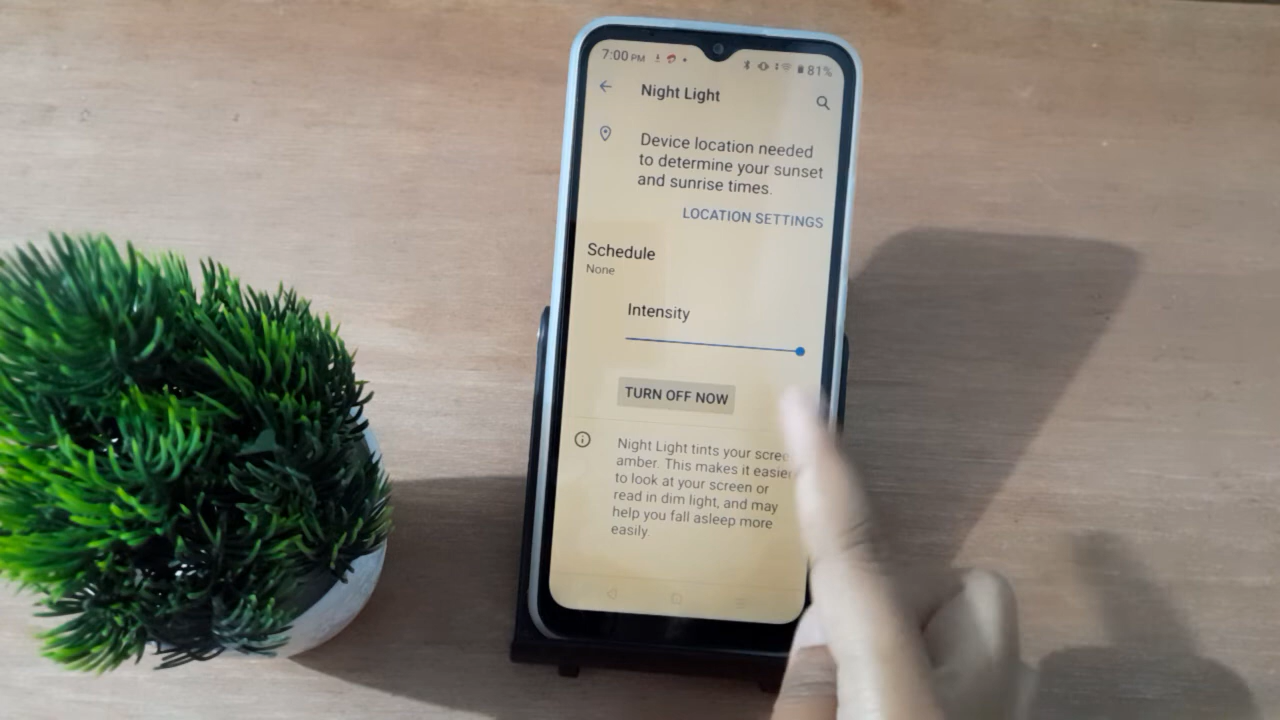 7:00 PM 81%
Night Light
Device location needed
to determine your sunset
and sunrise times.
LOCATION SETTINGS
Schedule
None
Intensity
TURN OFF NOW
Night Light tints your
amber. This makes it easier
to look at your screen or
read in dim light, and may
help you fall asleep more
easily.